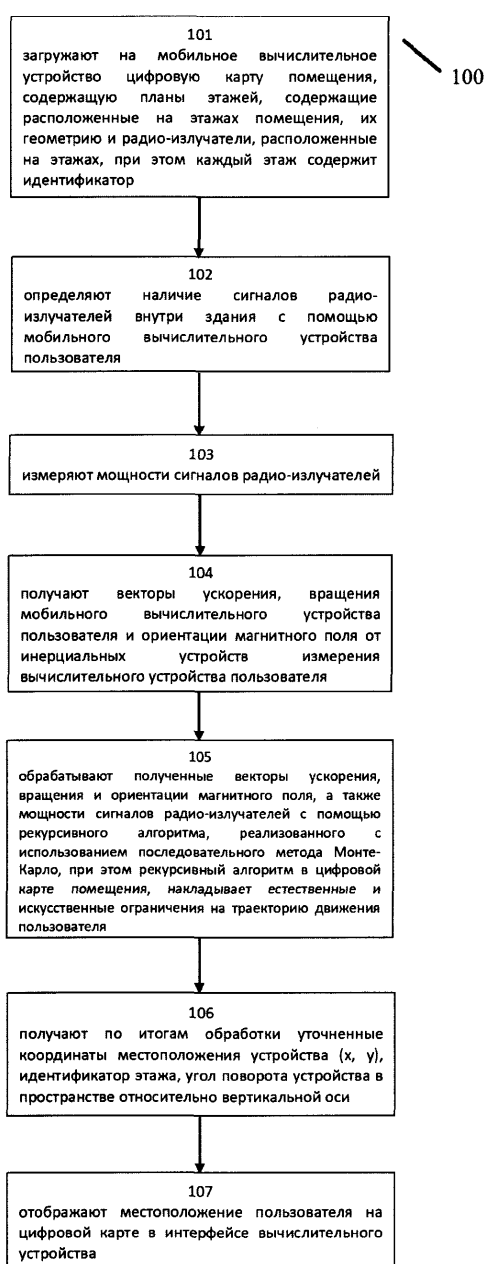 101
загружают на мобильное вычислительное
устройство цифровую карту помещения,
содержащую планы этажей, содержащие
расположенные на этажах помещения, их
геометрию и радио-излучатели, расположенные
на этажах, при этом каждый этаж содержит
идентификатор
100
102
определяют наличие сигналов радио-
излучателей внутри здания с помощью
мобильного вычислительного устройства
пользователя
103
измеряют мощности сигналов радио-излучателей
104
получают векторы ускорения, вращения
мобильного вычислительного устройства
пользователя и ориентации магнитного поля от
инерциальных устройств измерения
вычислительного устройства пользователя
105
обрабатывают полученные векторы ускорения,
вращения и ориентации магнитного поля, а также
мощности сигналов радио-излучателей с помощью
рекурсивного алгоритма, реализованного с
использованием последовательного метода Монте-
Карло, при этом рекурсивный алгоритм в цифровой
карте помещения, накладывает естественные и
искусственные ограничения на траекторию движения
пользователя
106
получают по итогам обработки уточненные
координаты местоположения устройства (x, y),
идентификатор этажа, угол поворота устройства в
пространстве относительно вертикальной оси
107
отображают местоположение пользователя на
цифровой карте в интерфейсе вычислительного
устройства